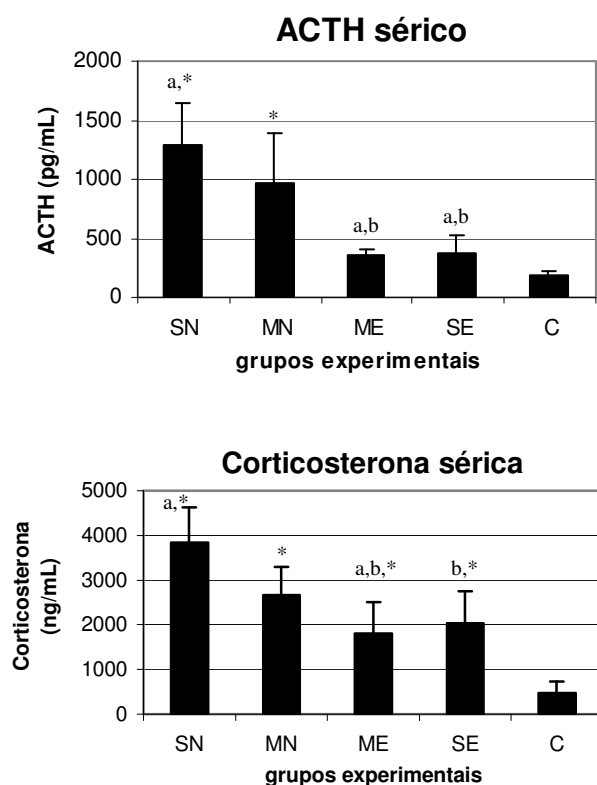 ACTH sérico
ACTH (pg/mL)
2000
1500
1000
500
0
a,*
*
a,b
a,b
SN MN ME SE C
grupos experimentais
Corticosterona sérica
Corticosterona
(ng/mL)
5000
4000
3000
2000
1000
0
a,*
*
a,b,*
b,*
SN MN ME SE C
grupos experimentais